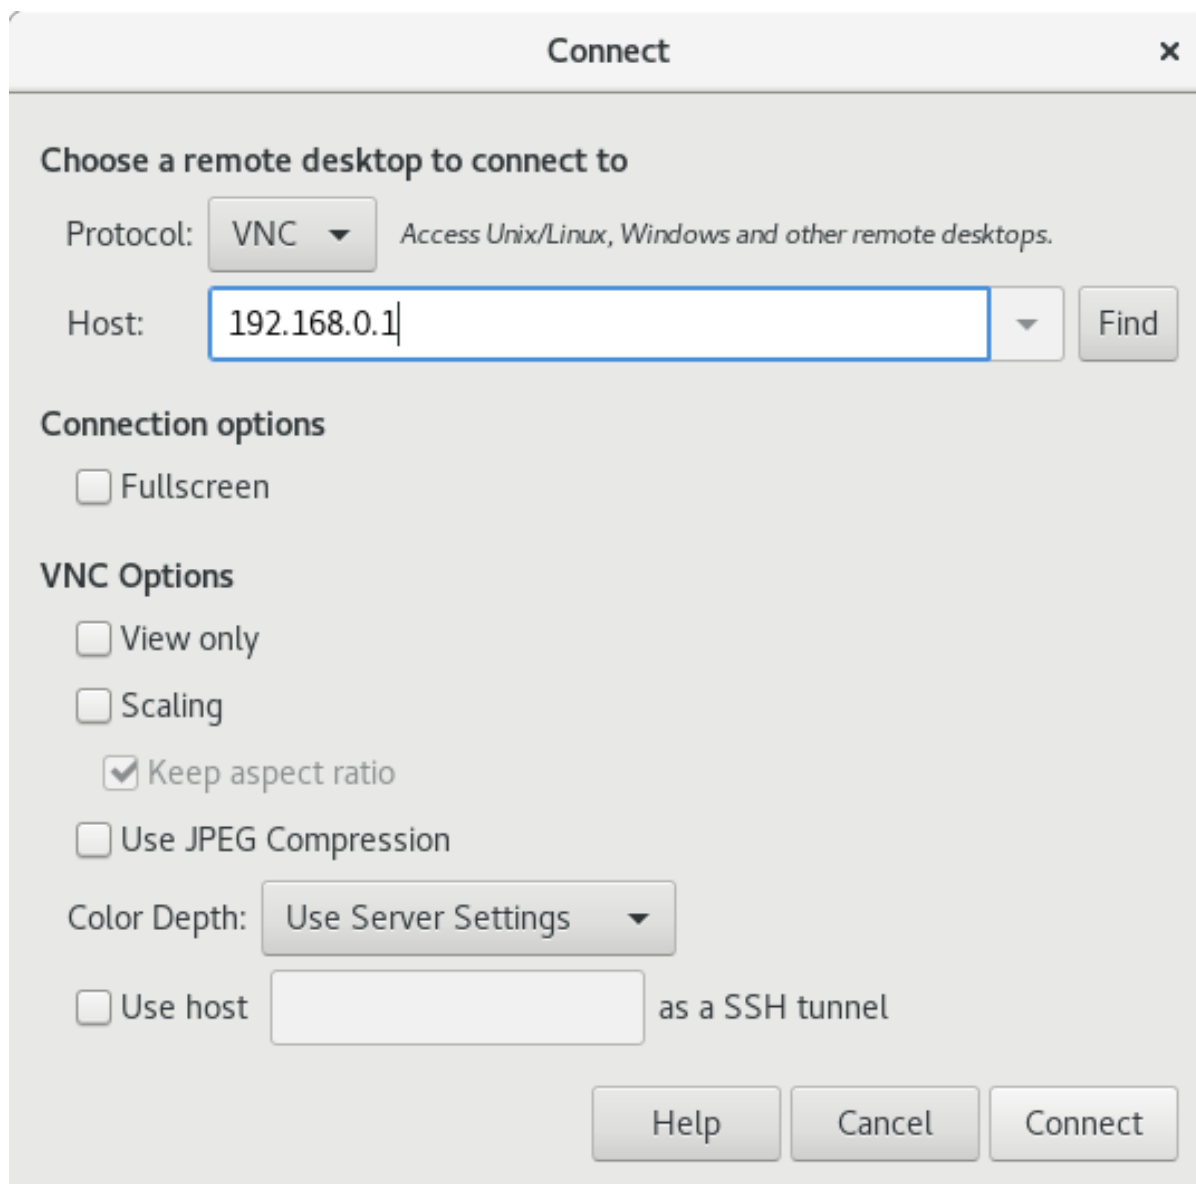 Connect
Choose a remote desktop to connect to
Protocol: VNC Access Unix/Linux, Windows and other remote desktops.
Host: 192.168.0.1 Find
Connection options
Fullscreen
VNC Options
View only
Scaling
Keep aspect ratio
Use JPEG Compression
Color Depth: Use Server Settings
Use host as a SSH tunnel
Help Cancel Connect